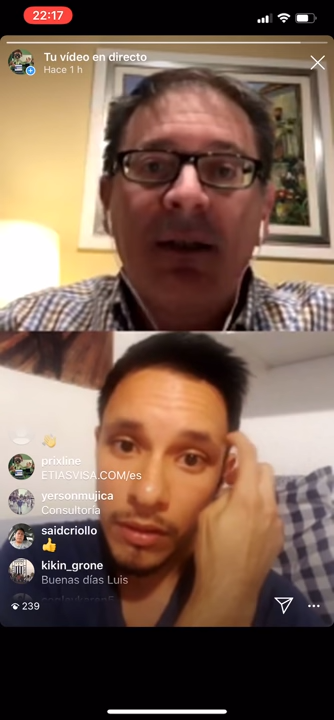 22:17
Tu vídeo en directo
Hace 1 h
prixline
ETIASVISA.COM/es
yersonmujica
Consultoria
saidcriollo
👍
kikin_grone
Buenas días Luis
239